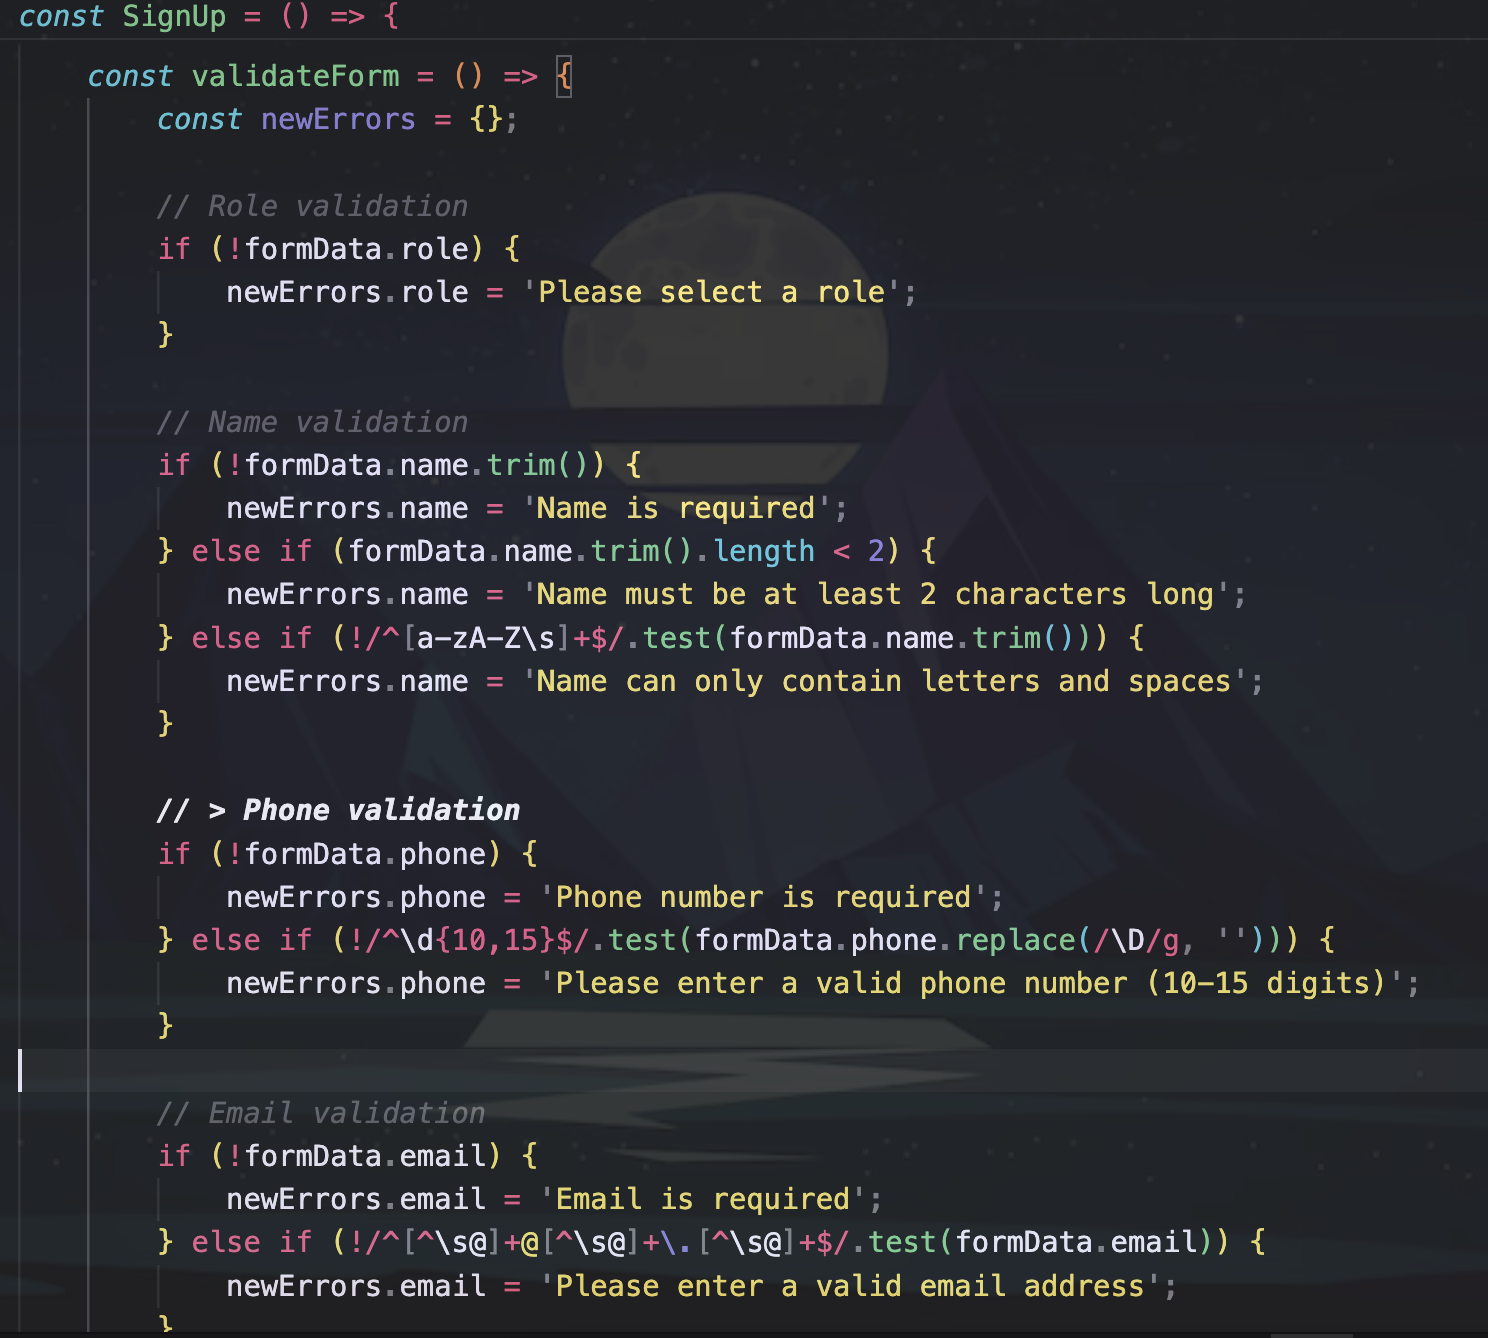 const SignUp = () => {
const validateForm = () => {
const newErrors = {};
// Role validation
if (!formData.role) {
newErrors.role = 'Please select a role';
}
// Name validation
if (!formData.name.trim()) {
newErrors.name = 'Name is required';
} else if (formData.name.trim().length < 2) {
newErrors.name = 'Name must be at least 2 characters long';
} else if (!/^[a-zA-Z\s]+$/.test(formData.name.trim())) {
newErrors.name = 'Name can only contain letters and spaces';
}
// > Phone validation
if (!formData.phone) {
newErrors.phone = 'Phone number is required';
} else if (!/^\d{10,15}$/.test(formData.phone.replace(/\D/g, ''))) {
newErrors.phone = 'Please enter a valid phone number (10-15 digits)';
}
// Email validation
if (!formData.email) {
newErrors.email = 'Email is required';
} else if (!/^[^\s@]+@[^\s@]+\.[^\s@]+$/.test(formData.email)) {
newErrors.email = 'Please enter a valid email address';
}